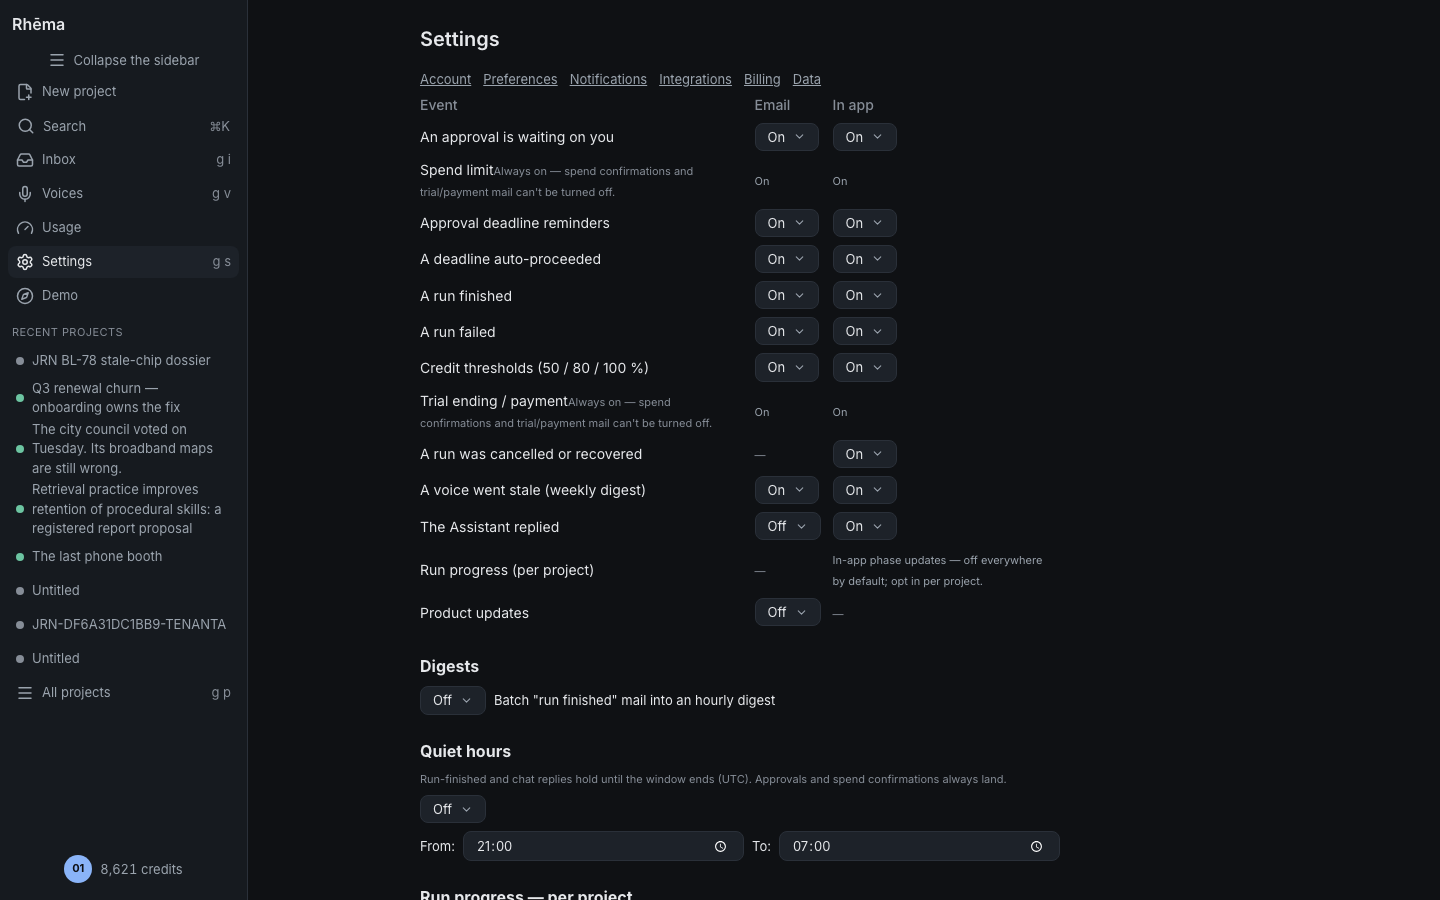 Rhēma
Collapse the sidebar
New project
Search ⌘K
Inbox g i
Voices g v
Usage
Settings g s
Demo
RECENT PROJECTS
JRN BL-78 stale-chip dossier
Q3 renewal churn —
onboarding owns the fix
The city council voted on
Tuesday. Its broadband maps
are still wrong.
Retrieval practice improves
retention of procedural skills: a
registered report proposal
The last phone booth
Untitled
JRN-DF6A31DC1BB9-TENANTA
Untitled
All projects g p
01 8,621 credits
Settings
Account Preferences Notifications Integrations Billing Data
Event Email In app
An approval is waiting on you On On
Spend limitAlways on — spend confirmations and
trial/payment mail can't be turned off.
On On
Approval deadline reminders On On
A deadline auto-proceeded On On
A run finished On On
A run failed On On
Credit thresholds (50 / 80 / 100 %) On On
Trial ending / paymentAlways on — spend
confirmations and trial/payment mail can't be turned off.
On On
A run was cancelled or recovered — On
A voice went stale (weekly digest) On On
The Assistant replied Off On
Run progress (per project) — In-app phase updates — off everywhere
by default; opt in per project.
Product updates Off —
Digests
Off Batch "run finished" mail into an hourly digest
Quiet hours
Run-finished and chat replies hold until the window ends (UTC). Approvals and spend confirmations always land.
Off
From: 21:00 To: 07:00
Run progress — per project